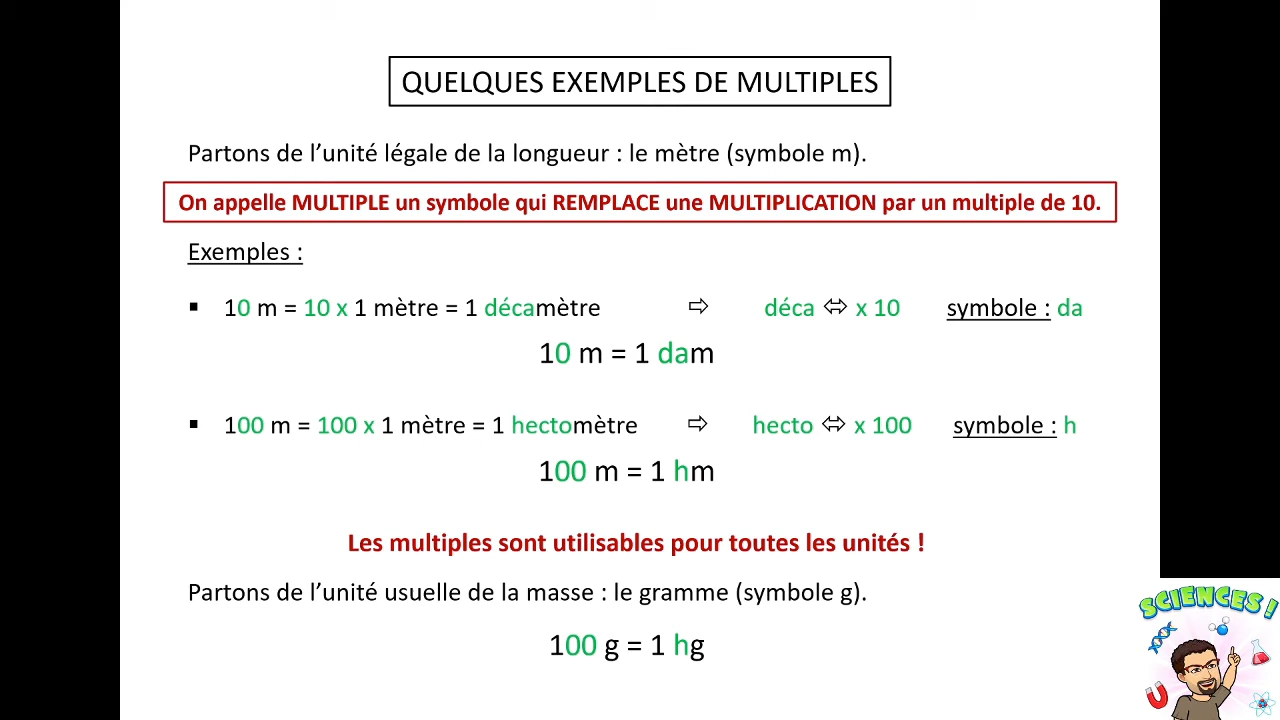 QUELQUES EXEMPLES DE MULTIPLES
Partons de l’unité légale de la longueur : le mètre (symbole m).
On appelle MULTIPLE un symbole qui REMPLACE une MULTIPLICATION par un multiple de 10.
Exemples :
▪ 10 m = 10 x 1 mètre = 1 décamètre ⇨ déca ⬄ x 10 symbole : da
10 m = 1 dam
▪ 100 m = 100 x 1 mètre = 1 hectomètre ⇨ hecto ⬄ x 100 symbole : h
100 m = 1 hm
Les multiples sont utilisables pour toutes les unités !
Partons de l’unité usuelle de la masse : le gramme (symbole g).
100 g = 1 hg
SCIENCES !